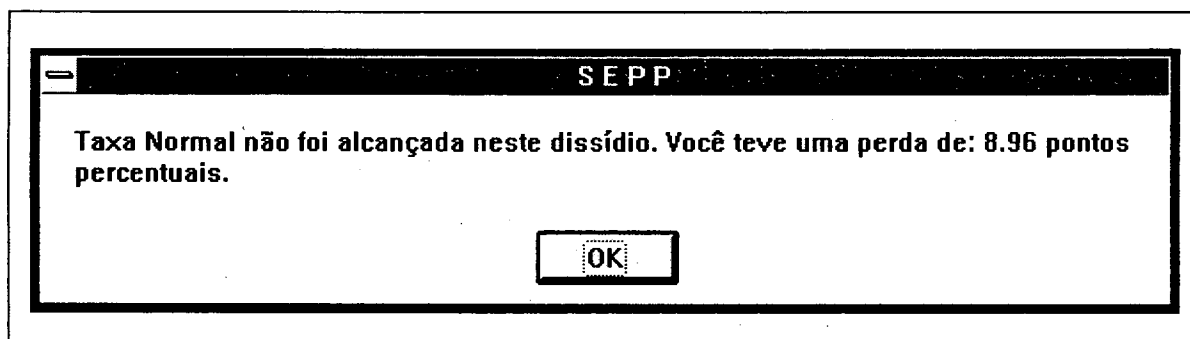 SEPP
Taxa Normal não foi alcançada neste dissídio. Você teve uma perda de: 8.96 pontos
percentuais.
OK